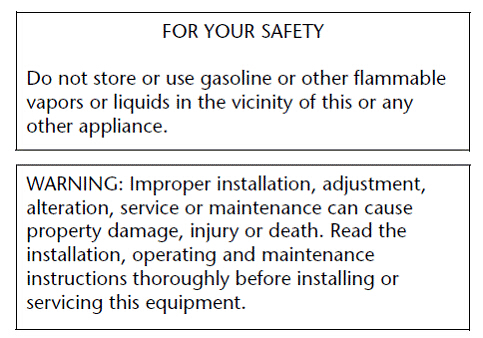 FOR YOUR SAFETY
Do not store or use gasoline or other flammable
vapors or liquids in the vicinity of this or any
other appliance.
WARNING: Improper installation, adjustment,
alteration, service or maintenance can cause
property damage, injury or death. Read the
installation, operating and maintenance
instructions thoroughly before installing or
servicing this equipment.